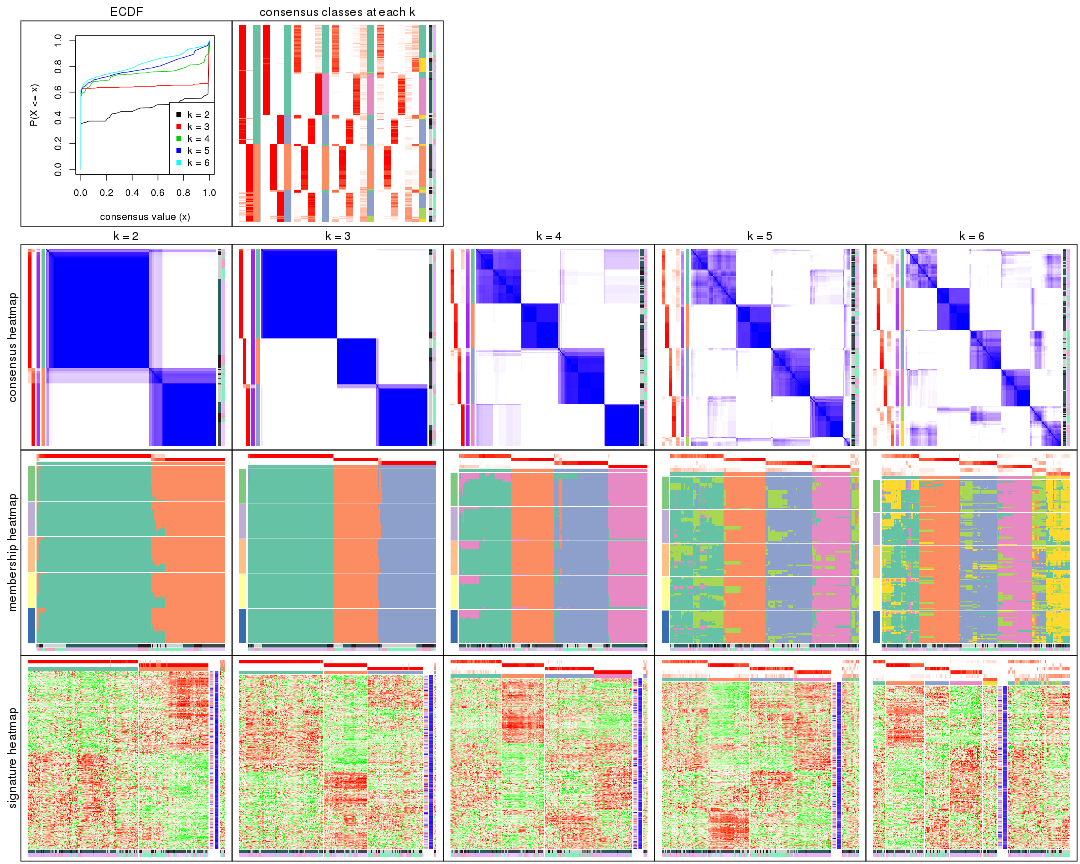 ECDF
consensus classes at each k
P(X <= x)
0.0 0.2 0.4 0.6 0.8 1.0
k = 2
k = 3
k = 4
k = 5
k = 6
0.0 0.2 0.4 0.6 0.8 1.0
consensus value (x)
k = 2 k = 3 k = 4 k = 5 k = 6
consensus heatmap
membership heatmap
signature heatmap